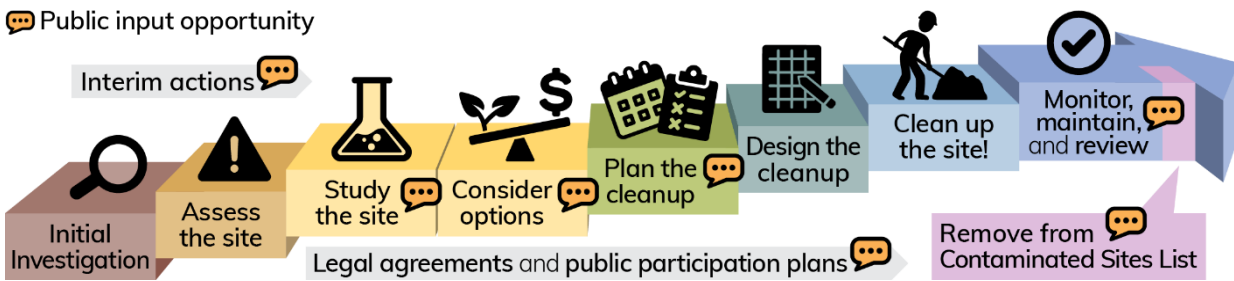 Public input opportunity
Interim actions
Initial
Investigation
Assess
the site
Study
the site
Consider
options
Plan the
cleanup
Design the
cleanup
Clean up
the site!
Monitor,
maintain,
and review
Legal agreements and public participation plans
Remove from
Contaminated Sites List